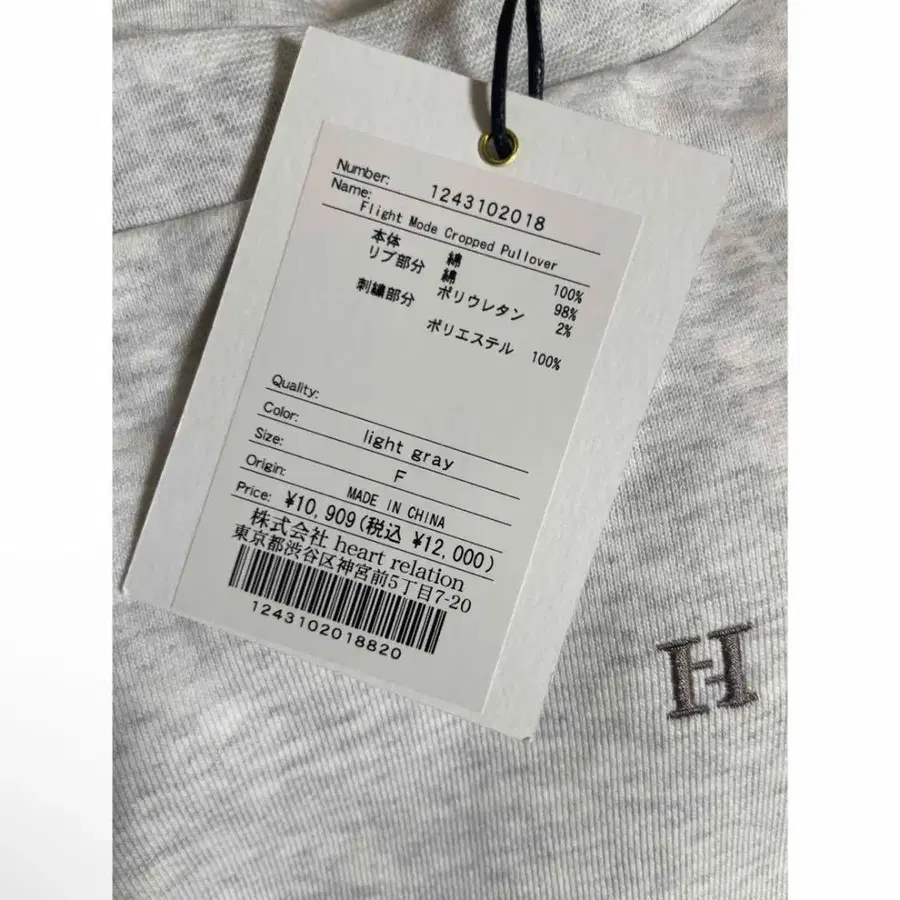 Number: 1243102018
Name: Flight Mode Cropped Pullover
本体 綿 100%
リブ部分 綿 98%
ポリウレタン 2%
刺繍部分
ポリエステル 100%
Quality:
Color: light gray
Size: F
Origin: MADE IN CHINA
Price: ¥10,909(税込 ¥12,000)
株式会社 heart relation
東京都渋谷区神宮前5丁目7-20
1243102018820
H